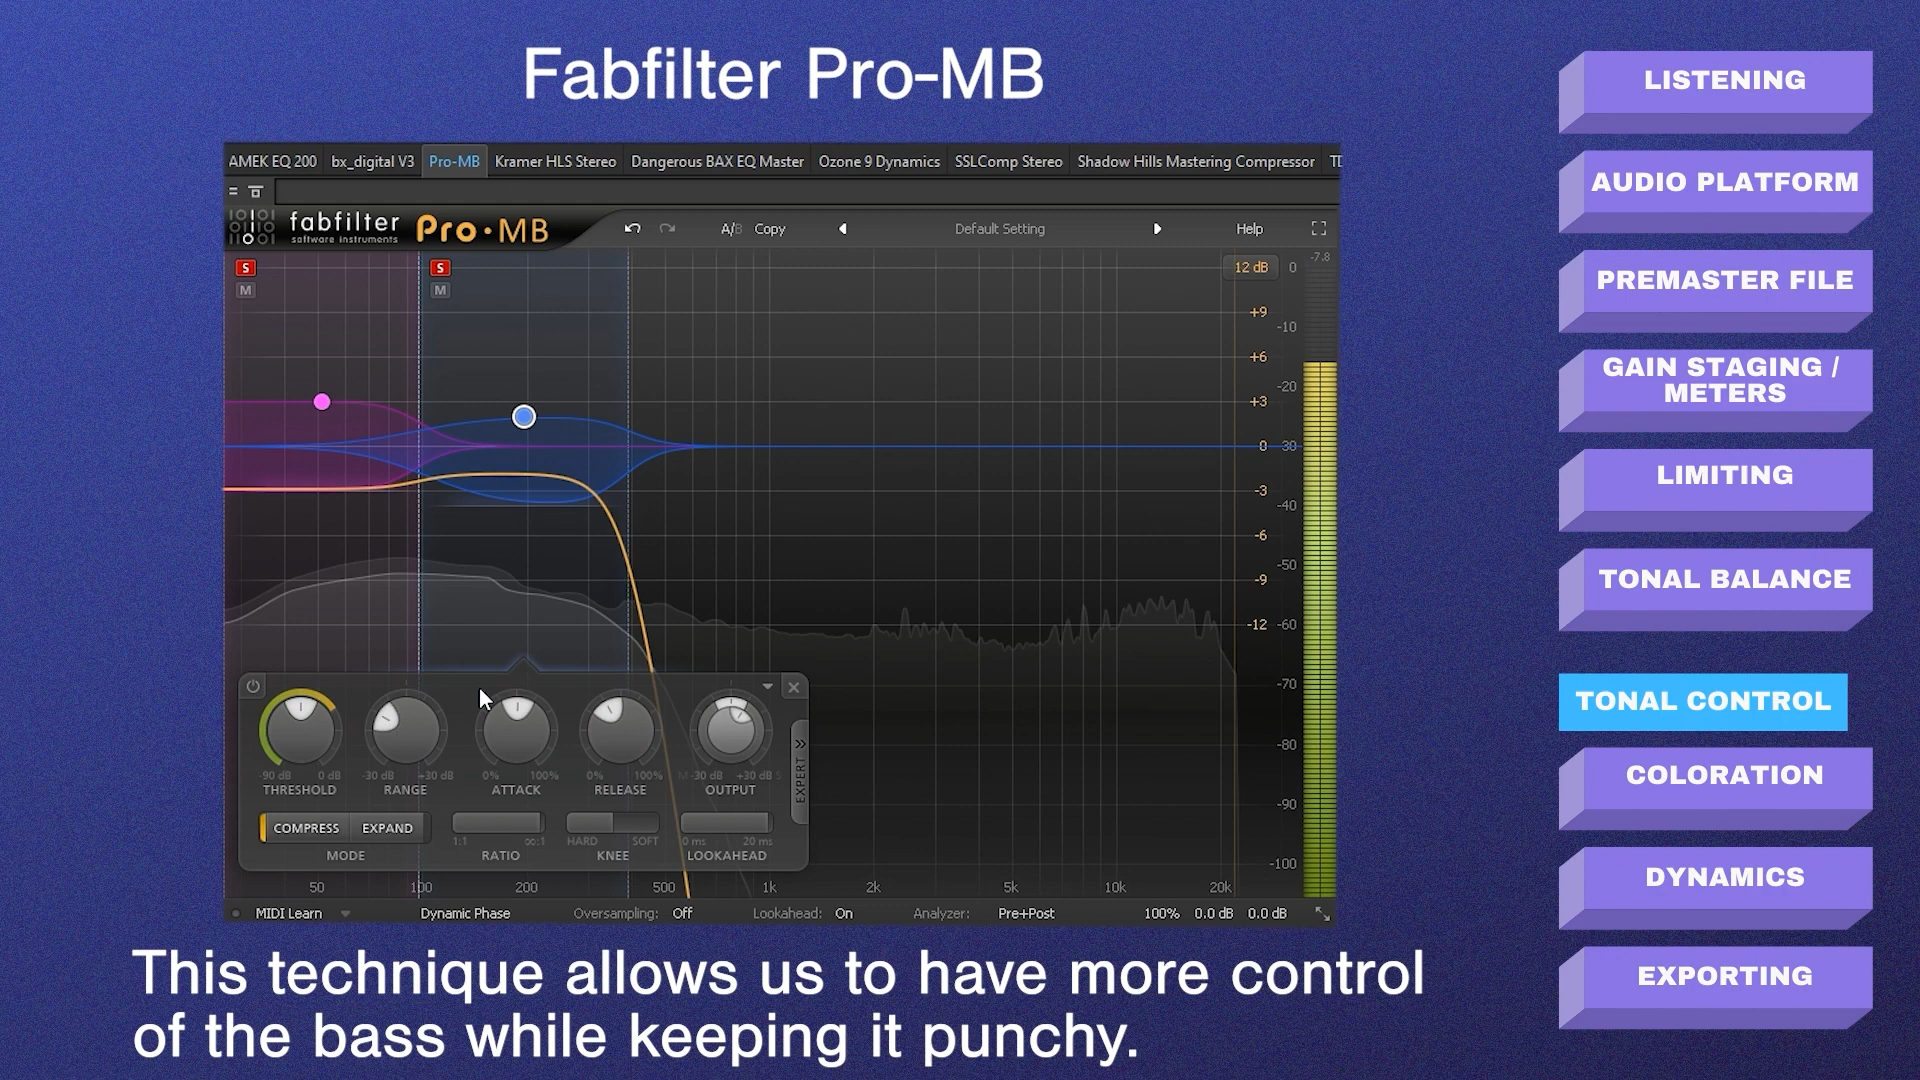 Fabfilter Pro-MB
AMEK EQ 200 bx_digital V3 Pro-MB Kramer HLS Stereo Dangerous BAX EQ Master Ozone 9 Dynamics SSLComp Stereo Shadow Hills Mastering Compressor TD
fabfilter
software instruments
Pro·MB
A/B Copy Default Setting Help
S S
M M
12 dB 0 -7.8
+9 -10
+6 -20
+3
0 -30
-3 -40
-6 -50
-9
-12 -60
-70
-80
-90
-100
-90 dB 0 dB -30 dB +30 dB 0% 100% 0% 100% M -30 dB +30 dB S
THRESHOLD RANGE ATTACK RELEASE OUTPUT
EXPERT
COMPRESS EXPAND
1:1 ∞:1 HARD SOFT 0 ms 20 ms
MODE RATIO KNEE LOOKAHEAD
50 100 200 500 1k 2k 5k 10k 20k
MIDI Learn Dynamic Phase Oversampling: Off Lookahead: On Analyzer: Pre+Post 100% 0.0 dB 0.0 dB
This technique allows us to have more control
of the bass while keeping it punchy.
LISTENING
AUDIO PLATFORM
PREMASTER FILE
GAIN STAGING /
METERS
LIMITING
TONAL BALANCE
TONAL CONTROL
COLORATION
DYNAMICS
EXPORTING